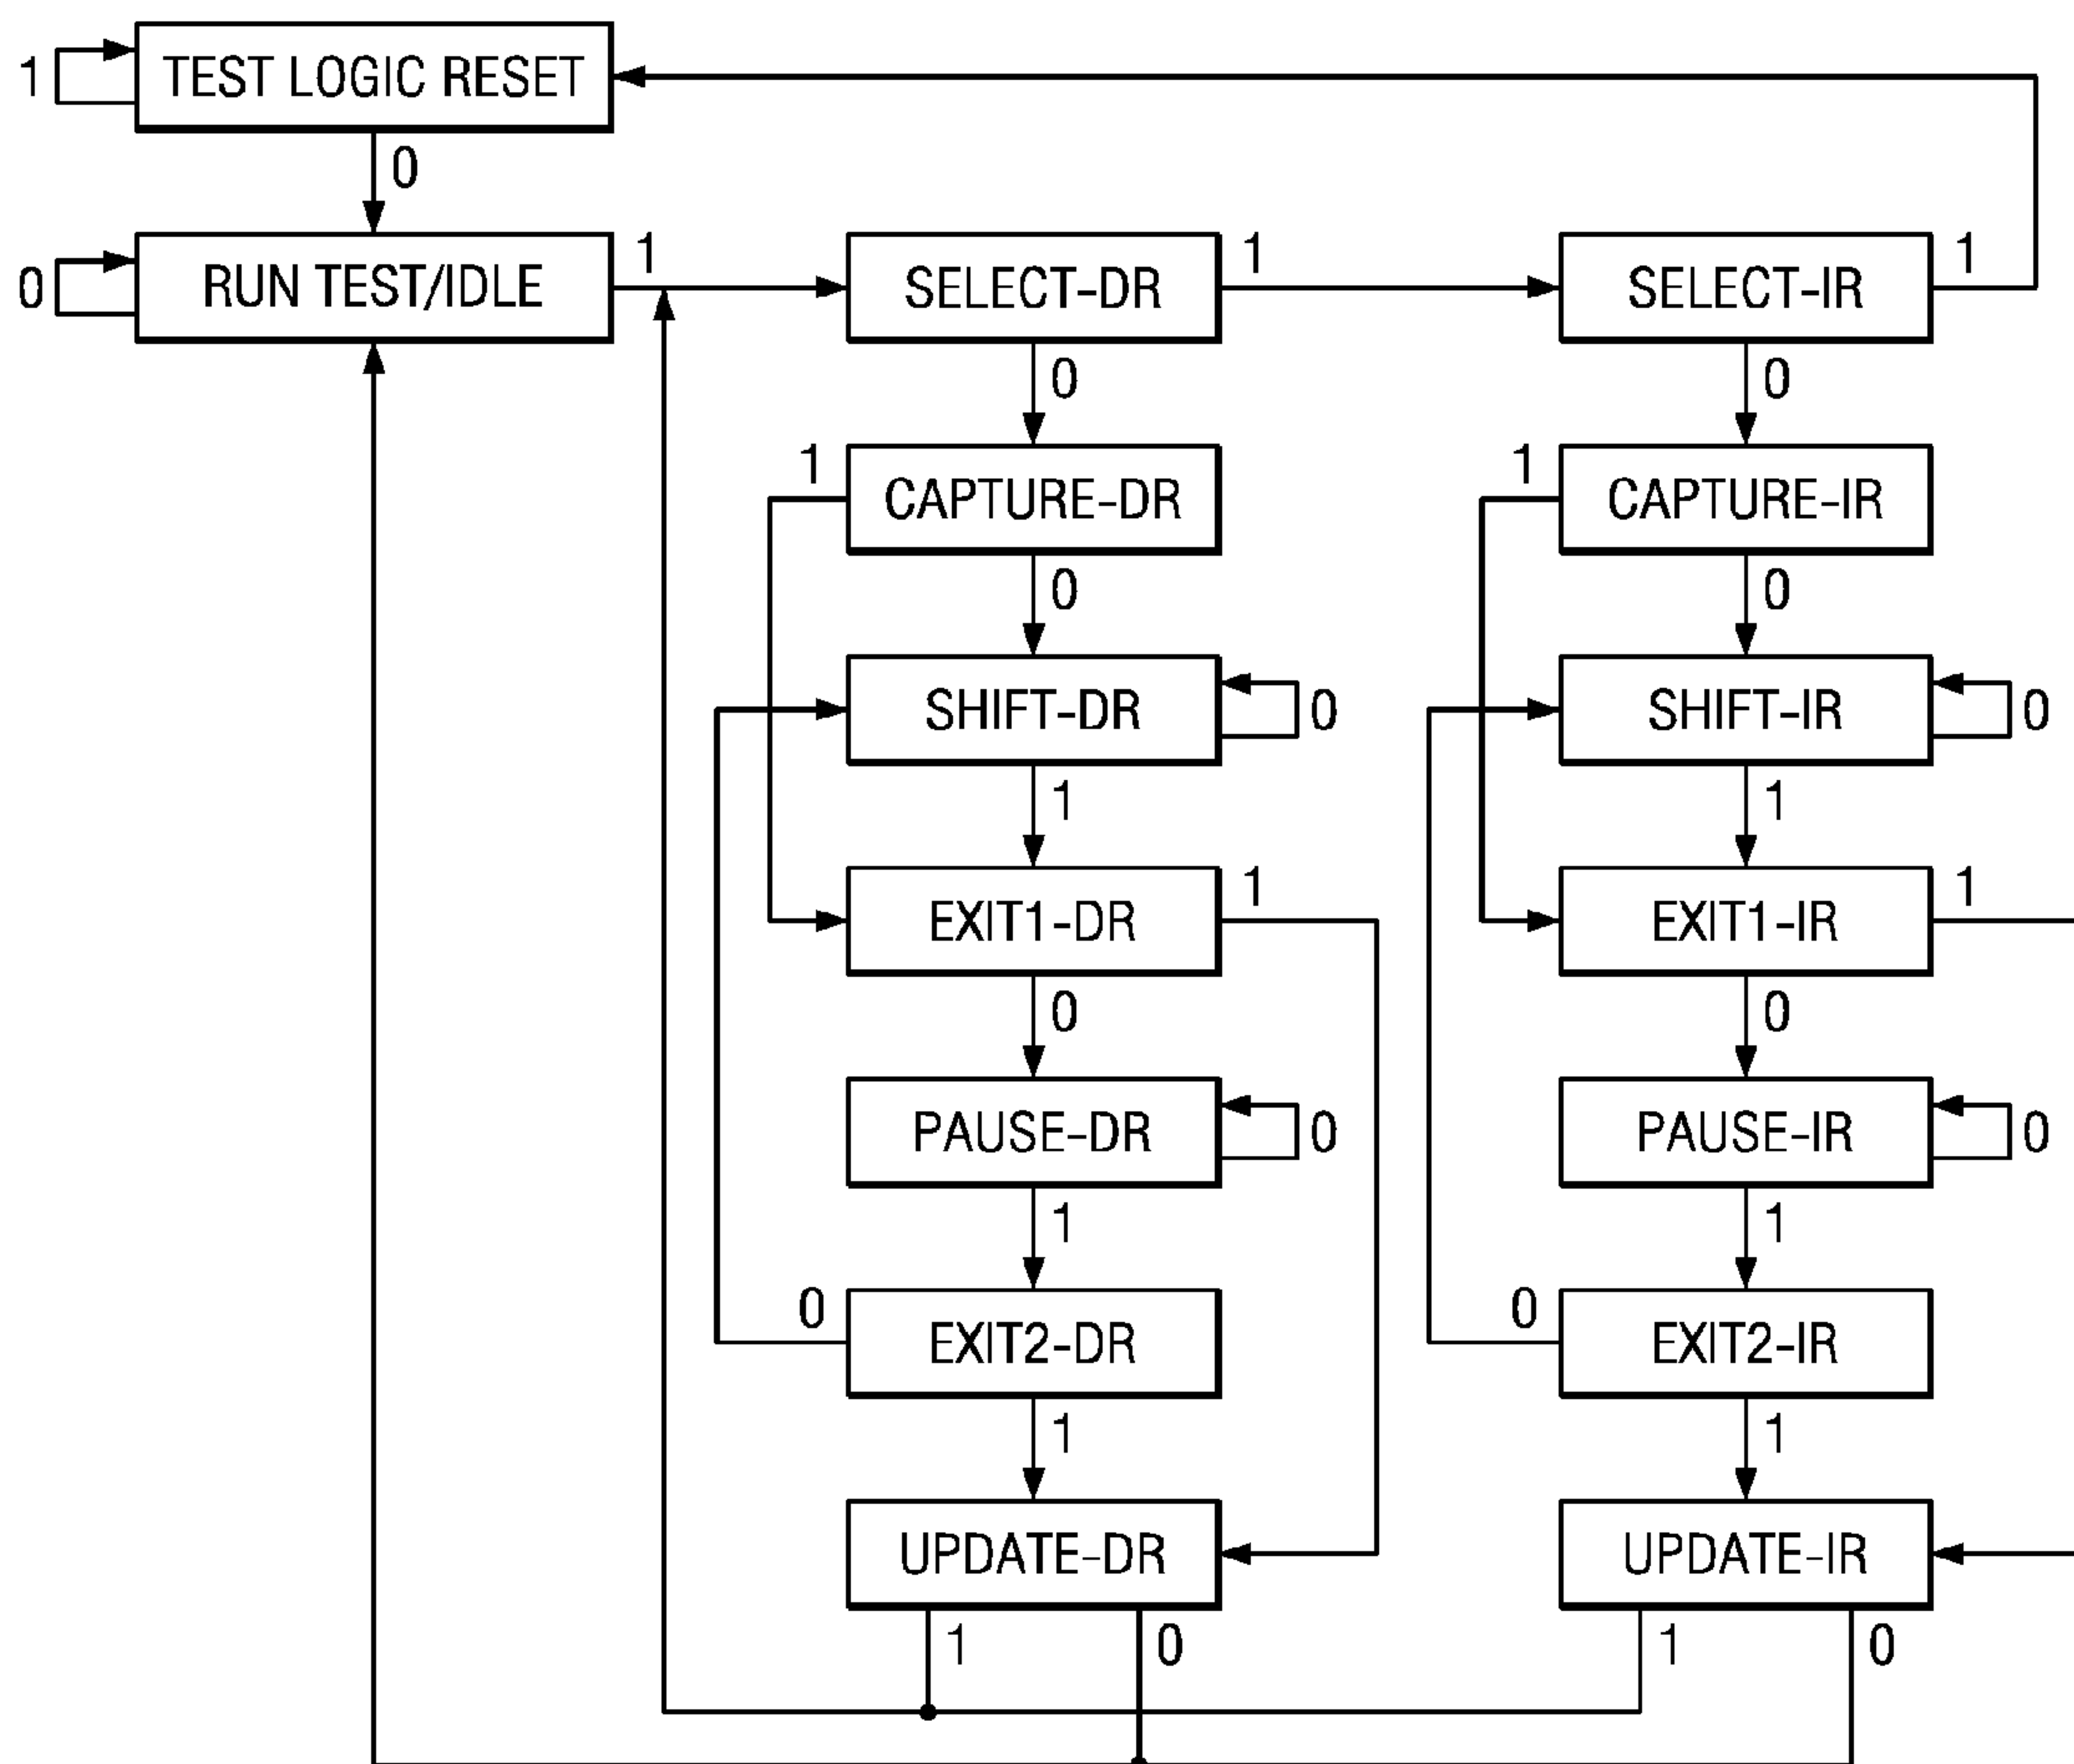 1
TEST LOGIC RESET
0
0
RUN TEST/IDLE
1
SELECT-DR
1
SELECT-IR
1
0
0
1
CAPTURE-DR
1
CAPTURE-IR
0
0
SHIFT-DR
0
SHIFT-IR
0
1
1
EXIT1-DR
1
EXIT1-IR
1
0
0
PAUSE-DR
0
PAUSE-IR
0
1
1
0
EXIT2-DR
0
EXIT2-IR
1
1
UPDATE-DR
UPDATE-IR
1
0
1
0